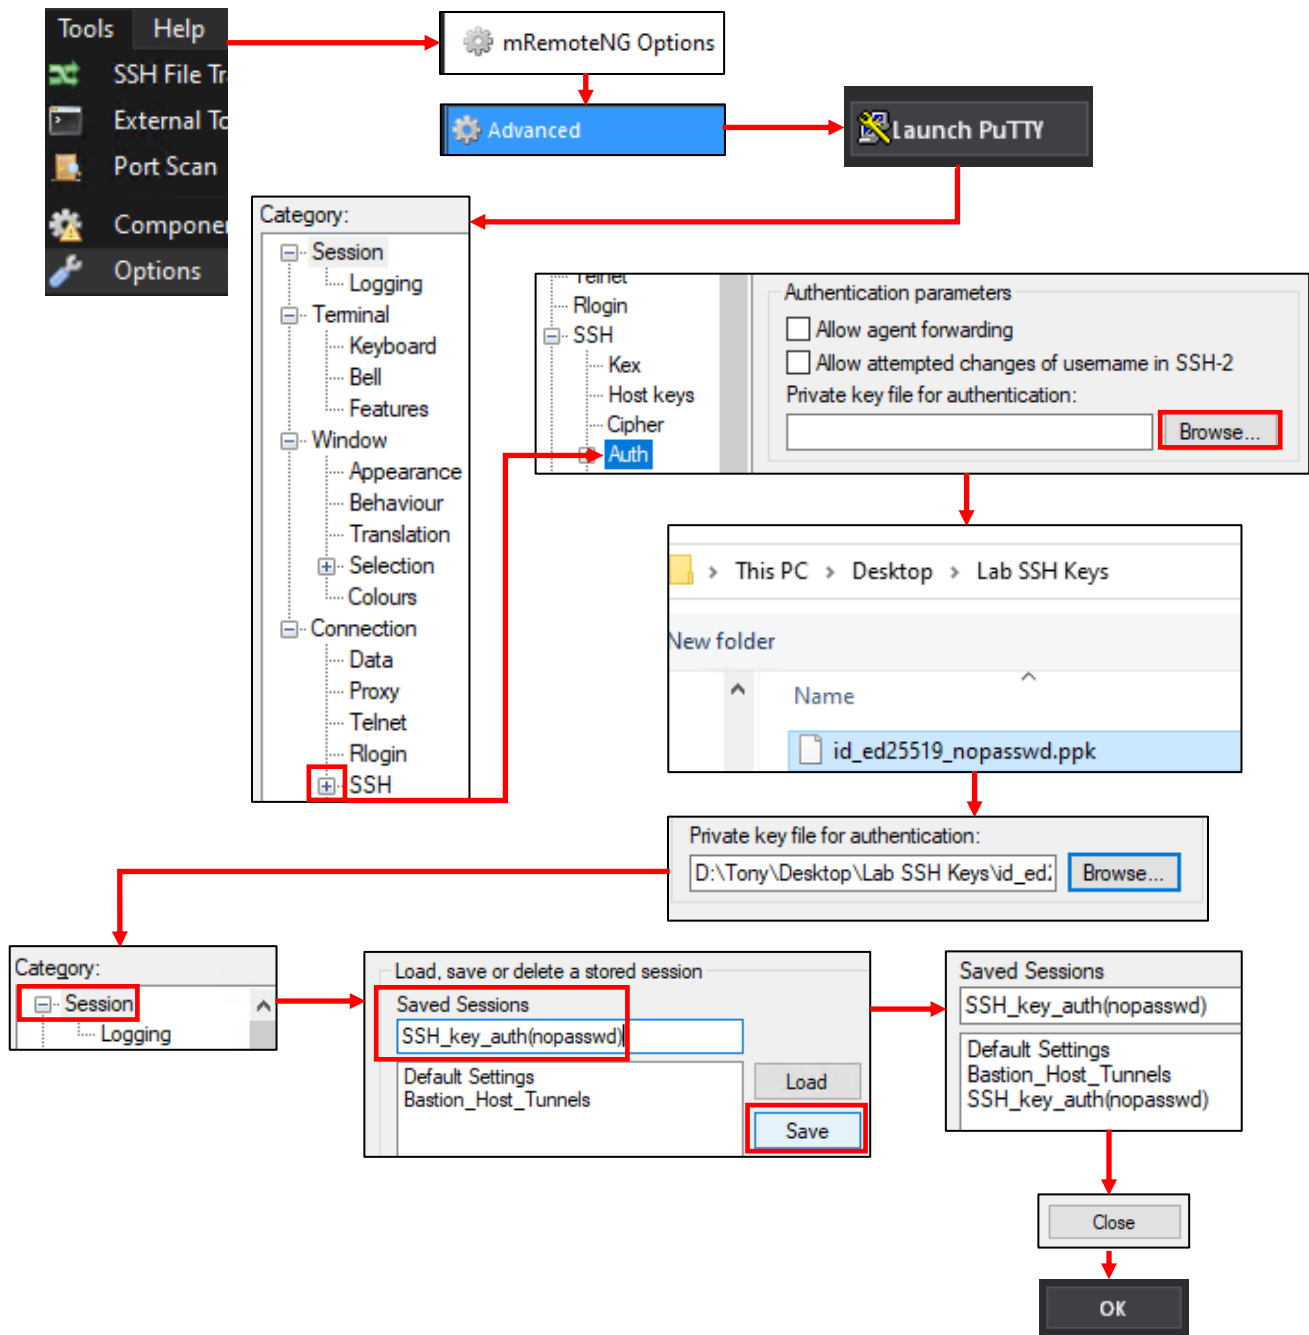 Tools Help
SSH File Tr
External To
Port Scan
Compone
Options
mRemoteNG Options
Advanced
Launch PuTTY
Category:
Session
Logging
Terminal
Keyboard
Bell
Features
Window
Appearance
Behaviour
Translation
Selection
Colours
Connection
Data
Proxy
Telnet
Rlogin
SSH
Telnet
Rlogin
SSH
Kex
Host keys
Cipher
Auth
Authentication parameters
Allow agent forwarding
Allow attempted changes of username in SSH-2
Private key file for authentication:
Browse...
This PC > Desktop > Lab SSH Keys
New folder
Name
id_ed25519_nopasswd.ppk
Private key file for authentication:
D:\Tony\Desktop\Lab SSH Keys\id_ed2 Browse...
Category:
Session
Logging
Load, save or delete a stored session
Saved Sessions
SSH_key_auth(nopasswd)
Default Settings
Bastion_Host_Tunnels
Load
Save
Saved Sessions
SSH_key_auth(nopasswd)
Default Settings
Bastion_Host_Tunnels
SSH_key_auth(nopasswd)
Close
OK